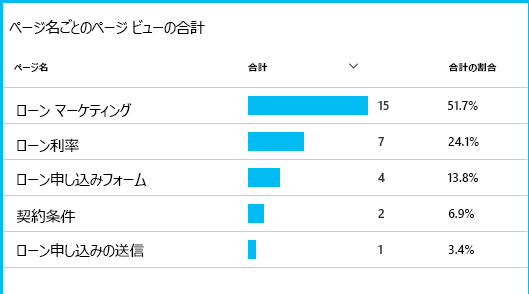 ページ名ごとのページ ビューの合計
ページ名 合計 合計の割合
ローン マーケティング 15 51.7%
ローン利率 7 24.1%
ローン申し込みフォーム 4 13.8%
契約条件 2 6.9%
ローン申し込みの送信 1 3.4%